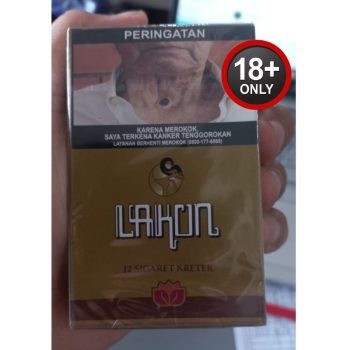 PERINGATAN
18+
ONLY
KARENA MEROKOK
SAYA TERKENA KANKER TENGGOROKAN
LAYANAN BERHENTI MEROKOK (0800-177-6565)
LAKON
12 SIGARET KRETEK